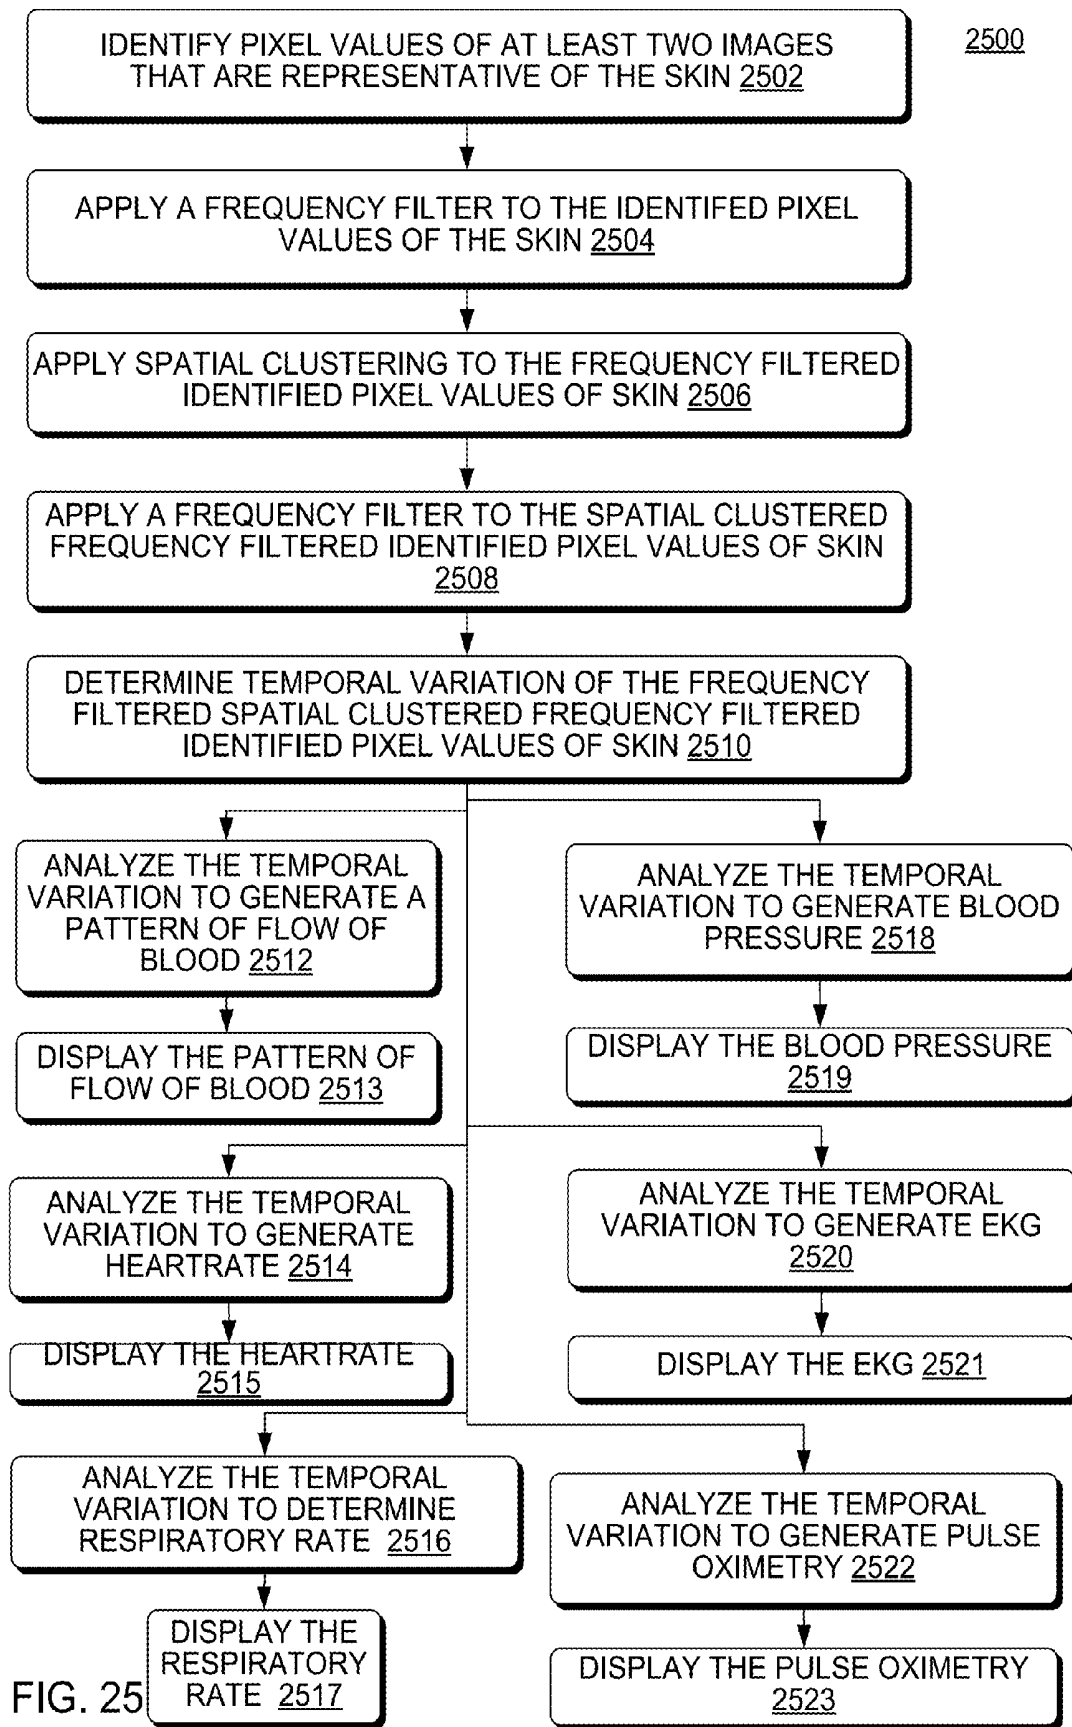 IDENTIFY PIXEL VALUES OF AT LEAST TWO IMAGES
THAT ARE REPRESENTATIVE OF THE SKIN 2502
2500
APPLY A FREQUENCY FILTER TO THE IDENTIFED PIXEL
VALUES OF THE SKIN 2504
APPLY SPATIAL CLUSTERING TO THE FREQUENCY FILTERED
IDENTIFIED PIXEL VALUES OF SKIN 2506
APPLY A FREQUENCY FILTER TO THE SPATIAL CLUSTERED
FREQUENCY FILTERED IDENTIFIED PIXEL VALUES OF SKIN
2508
DETERMINE TEMPORAL VARIATION OF THE FREQUENCY
FILTERED SPATIAL CLUSTERED FREQUENCY FILTERED
IDENTIFIED PIXEL VALUES OF SKIN 2510
ANALYZE THE TEMPORAL
VARIATION TO GENERATE A
PATTERN OF FLOW OF
BLOOD 2512
DISPLAY THE PATTERN OF
FLOW OF BLOOD 2513
ANALYZE THE TEMPORAL
VARIATION TO GENERATE BLOOD
PRESSURE 2518
DISPLAY THE BLOOD PRESSURE
2519
ANALYZE THE TEMPORAL
VARIATION TO GENERATE
HEARTRATE 2514
DISPLAY THE HEARTRATE
2515
ANALYZE THE TEMPORAL
VARIATION TO GENERATE EKG
2520
DISPLAY THE EKG 2521
ANALYZE THE TEMPORAL
VARIATION TO DETERMINE
RESPIRATORY RATE 2516
DISPLAY THE
RESPIRATORY
RATE 2517
ANALYZE THE TEMPORAL
VARIATION TO GENERATE PULSE
OXIMETRY 2522
DISPLAY THE PULSE OXIMETRY
2523
FIG. 25